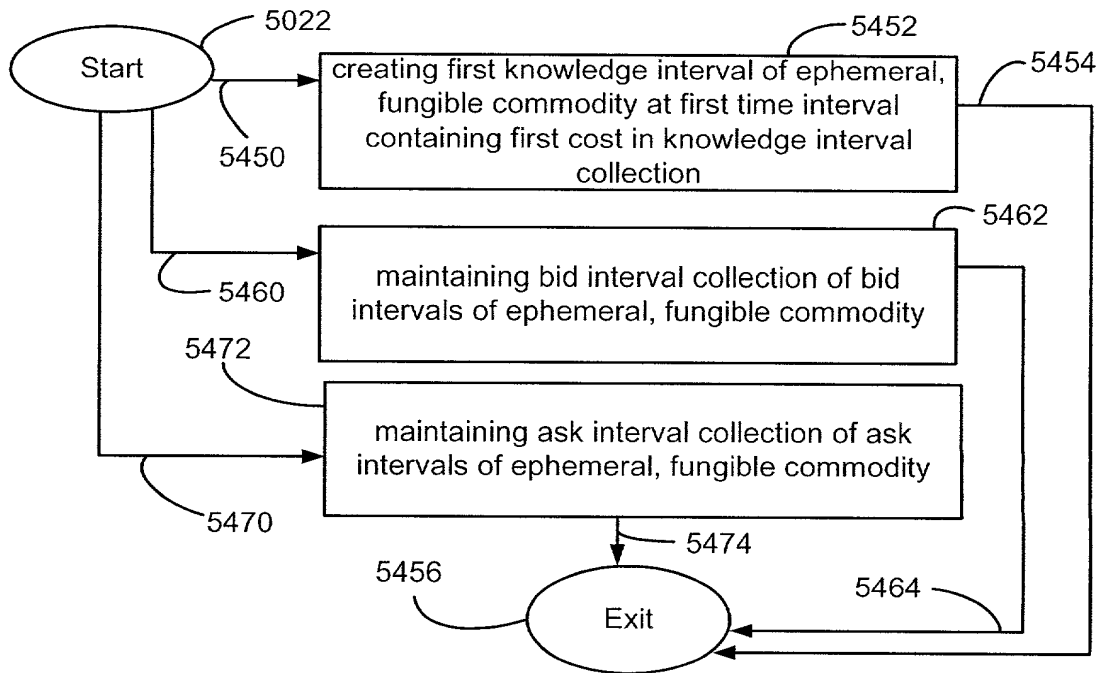 5022
Start
5452
5454
creating first knowledge interval of ephemeral,
fungible commodity at first time interval
containing first cost in knowledge interval
collection
5450
5462
maintaining bid interval collection of bid
intervals of ephemeral, fungible commodity
5460
5472
maintaining ask interval collection of ask
intervals of ephemeral, fungible commodity
5470
5474
5456
5464
Exit